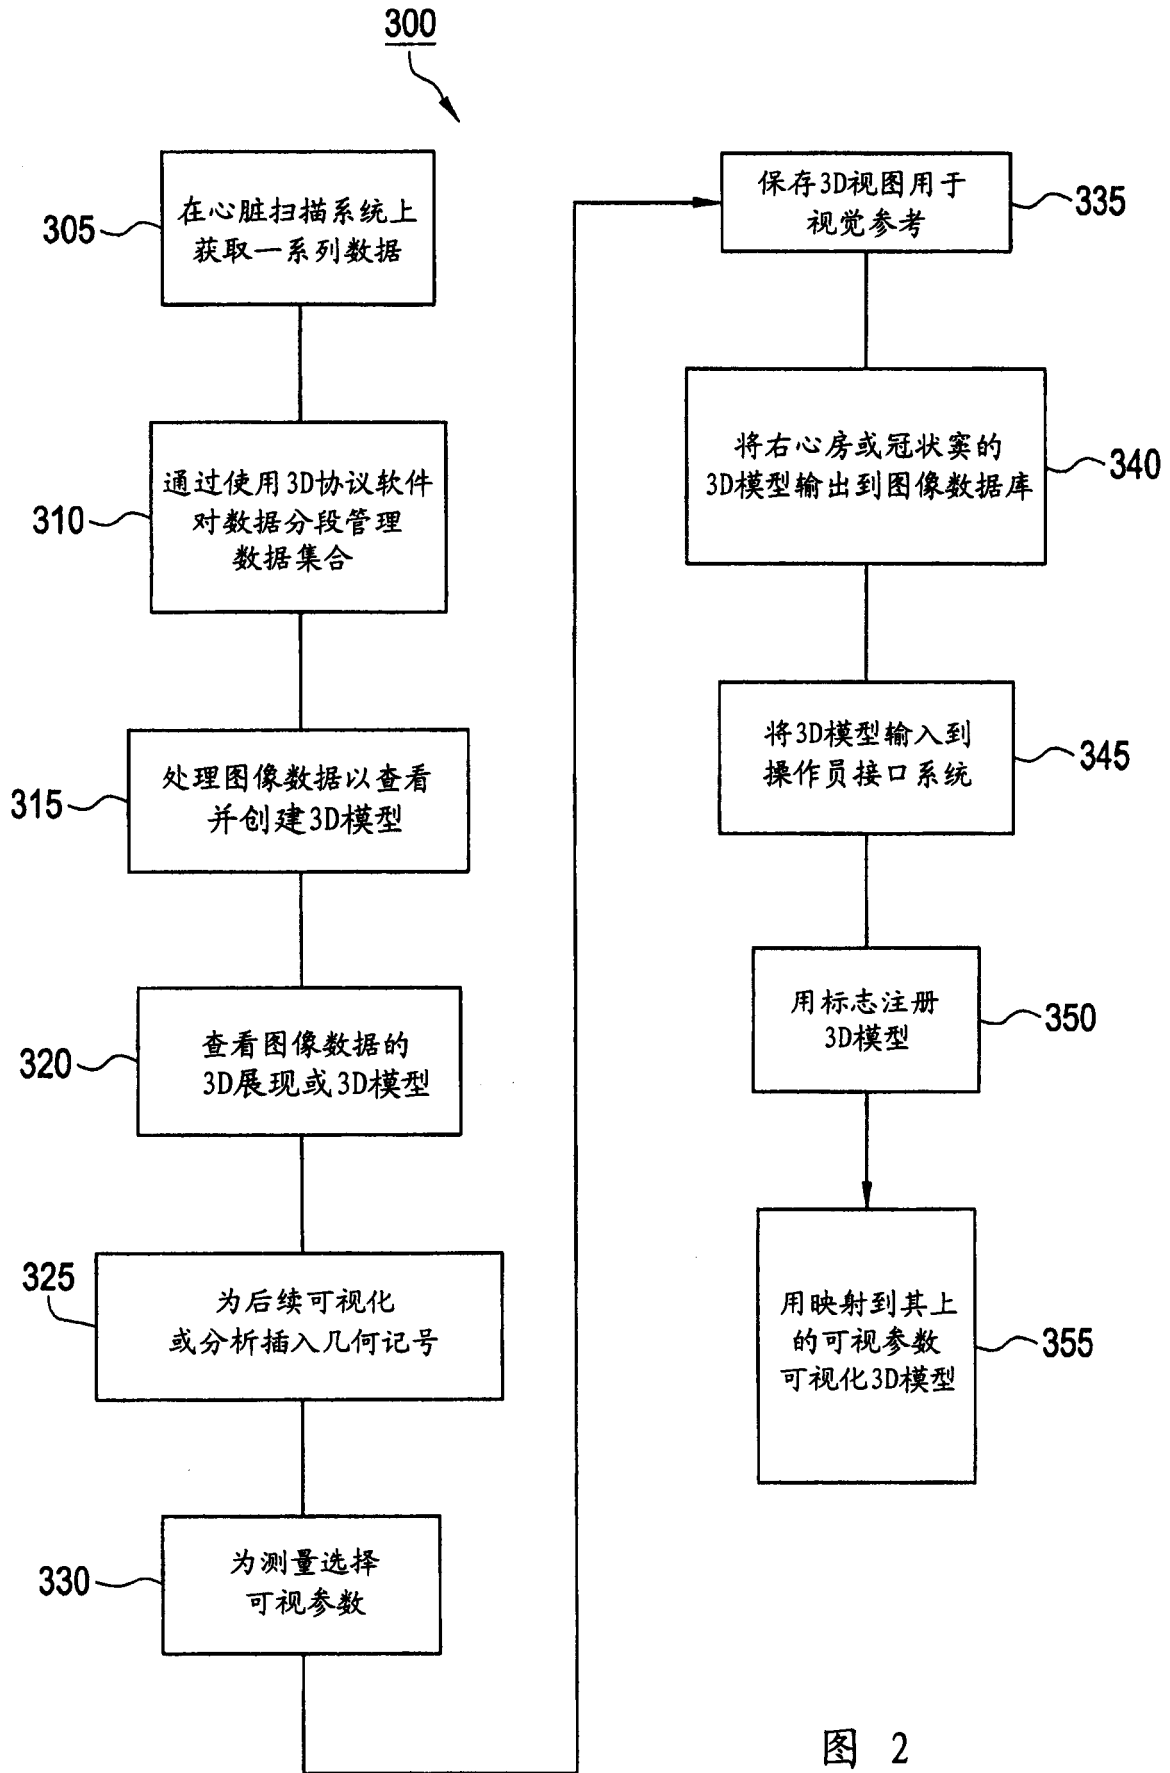 300
305
在心脏扫描系统上
获取一系列数据
310
通过使用3D协议软件
对数据分段管理
数据集合
315
处理图像数据以查看
并创建3D模型
320
查看图像数据的
3D展现或3D模型
325
为后续可视化
或分析插入几何记号
330
为测量选择
可视参数
保存3D视图用于
视觉参考
335
将右心房或冠状窦的
3D模型输出到图像数据库
340
将3D模型输入到
操作员接口系统
345
用标志注册
3D模型
350
用映射到其上
的可视参数
可视化3D模型
355
图 2